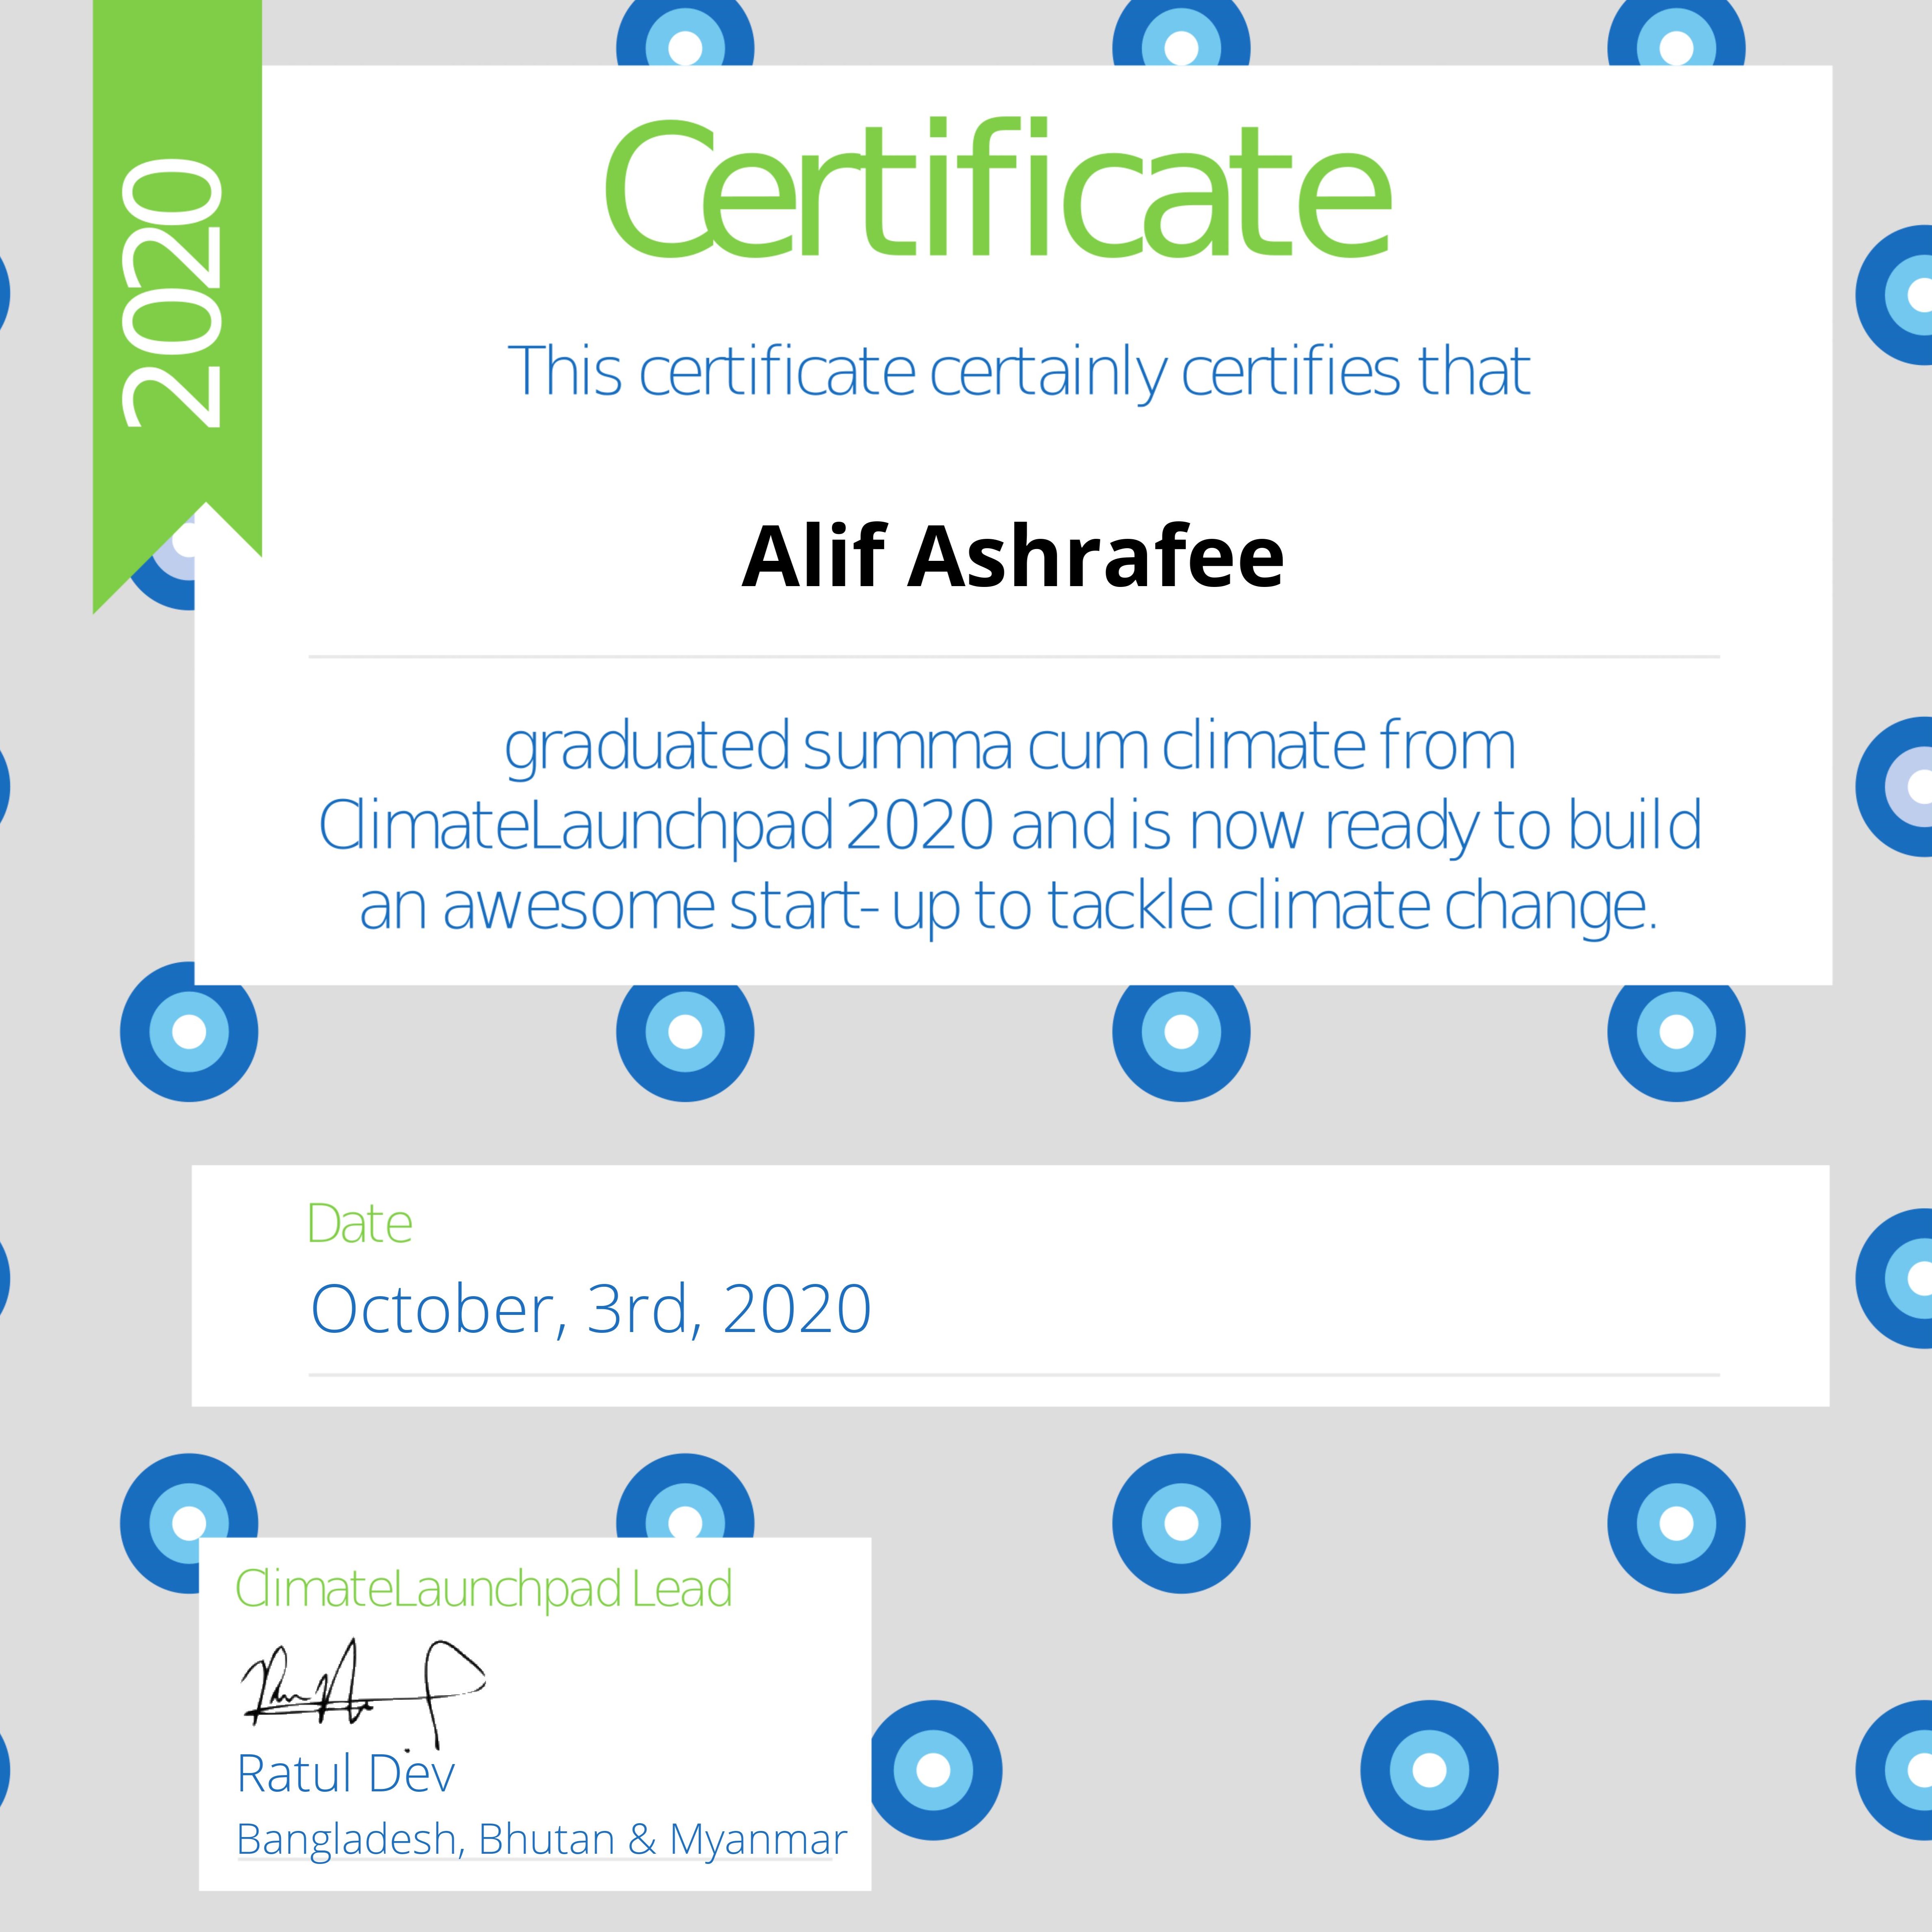 2020
Certificate
This certificate certainly certifies that
Alif Ashrafee
graduated summa cum climate from
ClimateLaunchpad 2020 and is now ready to build
an awesome start-up to tackle climate change.
Date
October, 3rd, 2020
ClimateLaunchpad Lead
Ratul Dev
Bangladesh, Bhutan & Myanmar